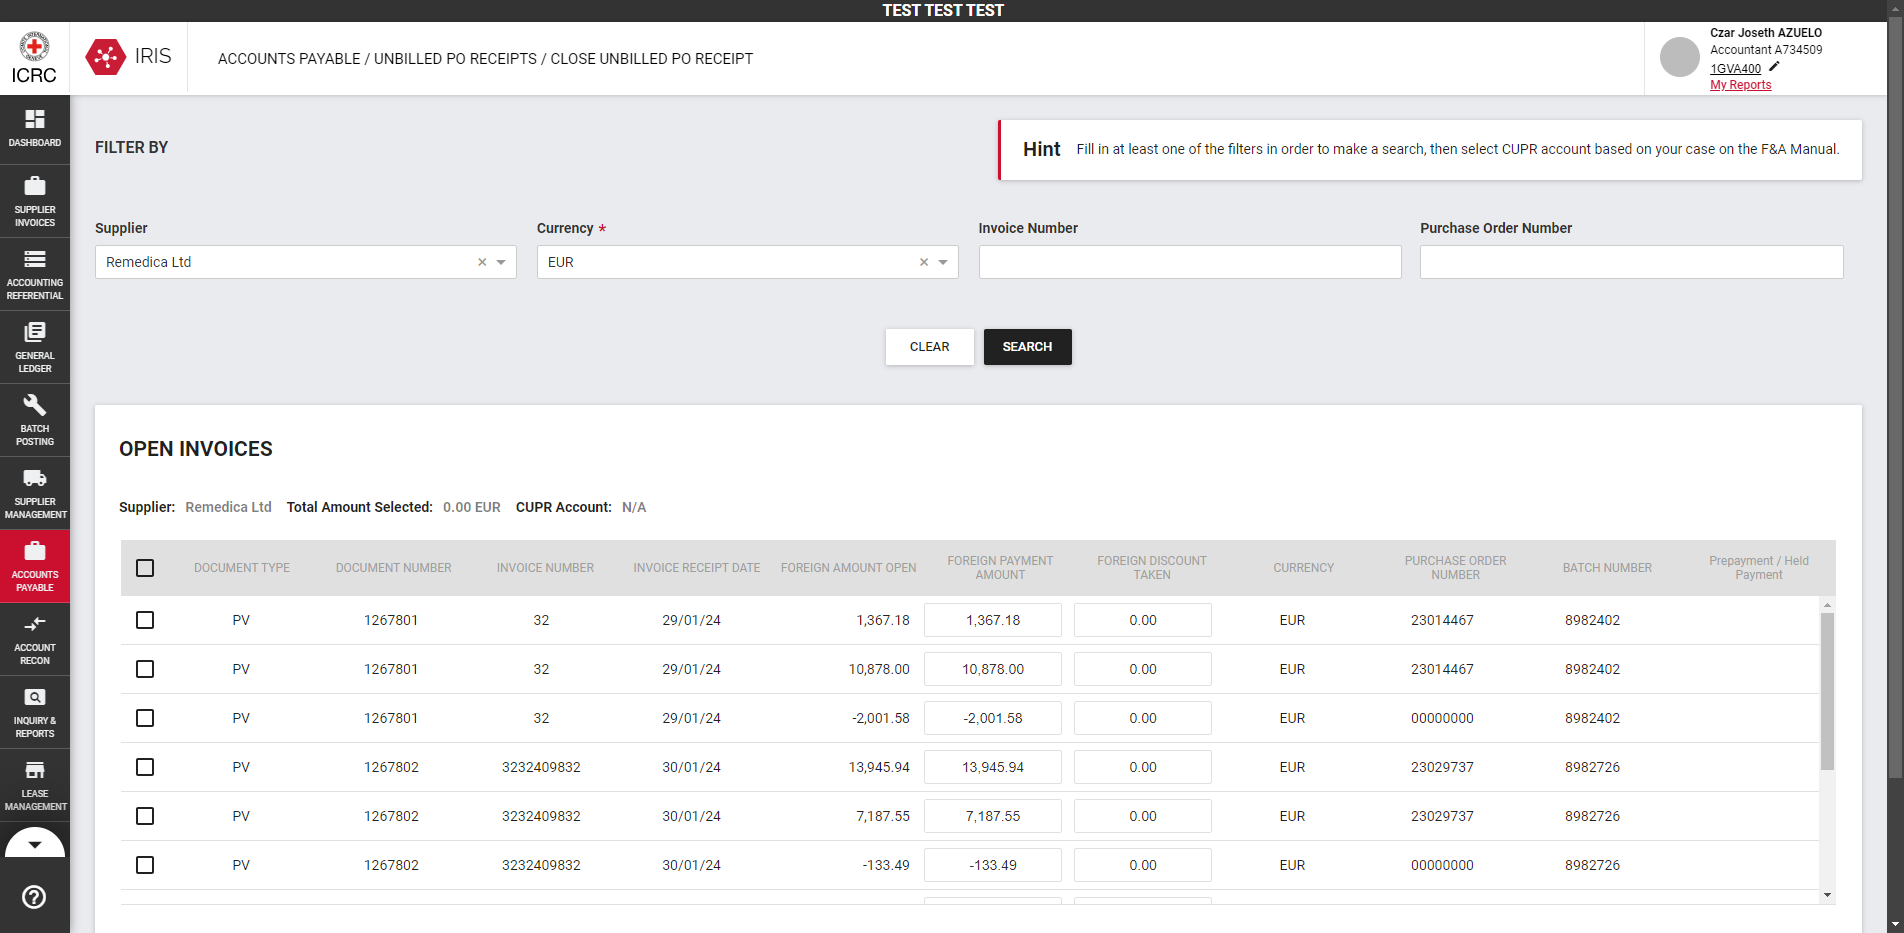 TEST TEST TEST
ICRC
IRIS
ACCOUNTS PAYABLE / UNBILLED PO RECEIPTS / CLOSE UNBILLED PO RECEIPT
Czar Joseth AZUELO
Accountant A734509
1GVA400
My Reports
DASHBOARD
SUPPLIER INVOICES
ACCOUNTING REFERENTIAL
GENERAL LEDGER
BATCH POSTING
SUPPLIER MANAGEMENT
ACCOUNTS PAYABLE
ACCOUNT RECON
INQUIRY & REPORTS
LEASE MANAGEMENT
FILTER BY
Hint Fill in at least one of the filters in order to make a search, then select CUPR account based on your case on the F&A Manual.
Supplier Currency * Invoice Number Purchase Order Number
Remedica Ltd × EUR ×
CLEAR SEARCH
OPEN INVOICES
Supplier: Remedica Ltd Total Amount Selected: 0.00 EUR CUPR Account: N/A
DOCUMENT TYPE DOCUMENT NUMBER INVOICE NUMBER INVOICE RECEIPT DATE FOREIGN AMOUNT OPEN FOREIGN PAYMENT AMOUNT FOREIGN DISCOUNT TAKEN CURRENCY PURCHASE ORDER NUMBER BATCH NUMBER Prepayment / Held Payment
PV 1267801 32 29/01/24 1,367.18 1,367.18 0.00 EUR 23014467 8982402
PV 1267801 32 29/01/24 10,878.00 10,878.00 0.00 EUR 23014467 8982402
PV 1267801 32 29/01/24 -2,001.58 -2,001.58 0.00 EUR 00000000 8982402
PV 1267802 3232409832 30/01/24 13,945.94 13,945.94 0.00 EUR 23029737 8982726
PV 1267802 3232409832 30/01/24 7,187.55 7,187.55 0.00 EUR 23029737 8982726
PV 1267802 3232409832 30/01/24 -133.49 -133.49 0.00 EUR 00000000 8982726